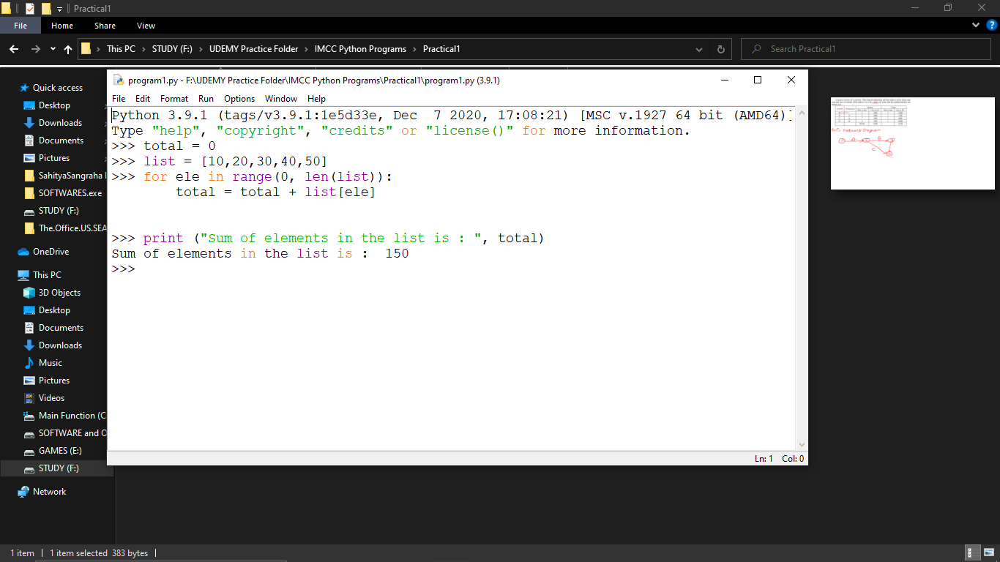 Practical1
File Home Share View
This PC STUDY (F:) UDEMY Practice Folder IMCC Python Programs Practical1
Search Practical1
Quick access
Desktop
Downloads
Documents
Pictures
SahityaSangraha
SOFTWARES.exe
STUDY (F:)
The.Office.US.SEA
OneDrive
This PC
3D Objects
Desktop
Documents
Downloads
Music
Pictures
Videos
Main Function (C
SOFTWARE and O
GAMES (E:)
STUDY (F:)
Network
program1.py - F:\UDEMY Practice Folder\IMCC Python Programs\Practical1\program1.py (3.9.1)
File Edit Format Run Options Window Help
Python 3.9.1 (tags/v3.9.1:1e5d33e, Dec  7 2020, 17:08:21) [MSC v.1927 64 bit (AMD64)]
Type "help", "copyright", "credits" or "license()" for more information.
>>> total = 0
>>> list = [10,20,30,40,50]
>>> for ele in range(0, len(list)):
        total = total + list[ele]
>>> print ("Sum of elements in the list is : ", total)
Sum of elements in the list is :  150
>>>
Ln: 1 Col: 0
Network Diagram
1 item 1 item selected 383 bytes